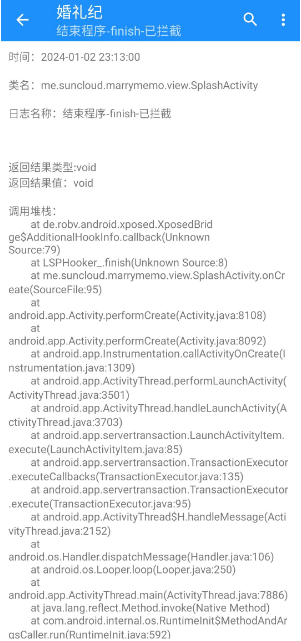 婚礼纪
结束程序-finish-已拦截
时间：2024-01-02 23:13:00
类名：me.suncloud.marrymemo.view.SplashActivity
日志名称：结束程序-finish-已拦截
返回结果类型:void
返回结果值：void
调用堆栈：
at de.robv.android.xposed.XposedBrid
ge$AdditionalHookInfo.callback(Unknown
Source:79)
at LSPHooker_.finish(Unknown Source:8)
at me.suncloud.marrymemo.view.SplashActivity.onCr
eate(SourceFile:95)
at
android.app.Activity.performCreate(Activity.java:8108)
at
android.app.Activity.performCreate(Activity.java:8092)
at android.app.Instrumentation.callActivityOnCreate(I
nstrumentation.java:1309)
at android.app.ActivityThread.performLaunchActivity(
ActivityThread.java:3501)
at android.app.ActivityThread.handleLaunchActivity(A
ctivityThread.java:3703)
at android.app.servertransaction.LaunchActivityItem.
execute(LaunchActivityItem.java:85)
at android.app.servertransaction.TransactionExecutor
.executeCallbacks(TransactionExecutor.java:135)
at android.app.servertransaction.TransactionExecutor
.execute(TransactionExecutor.java:95)
at android.app.ActivityThread$H.handleMessage(Acti
vityThread.java:2152)
at
android.os.Handler.dispatchMessage(Handler.java:106)
at android.os.Looper.loop(Looper.java:250)
at
android.app.ActivityThread.main(ActivityThread.java:7886)
at java.lang.reflect.Method.invoke(Native Method)
at com.android.internal.os.RuntimeInit$MethodAndAr
gsCaller.run(RuntimeInit.java:592)